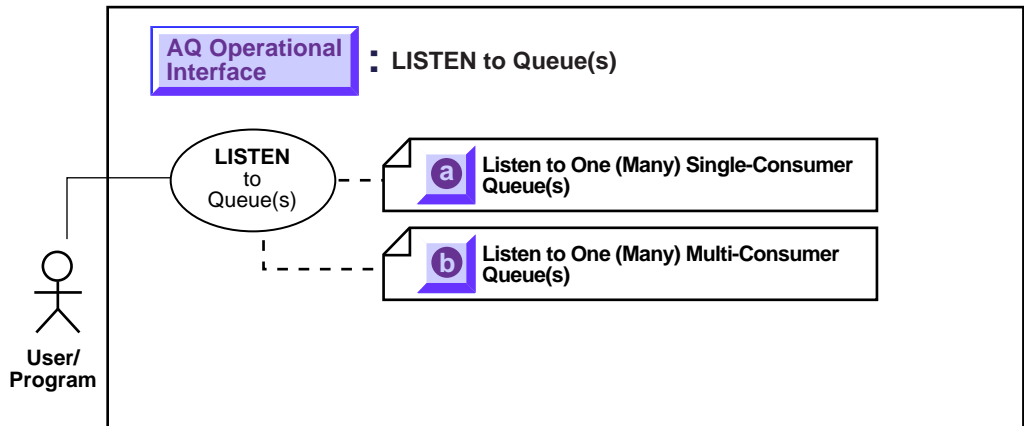 AQ Operational
Interface
: LISTEN to Queue(s)
LISTEN
to
Queue(s)
a
Listen to One (Many) Single-Consumer
Queue(s)
b
Listen to One (Many) Multi-Consumer
Queue(s)
User/
Program